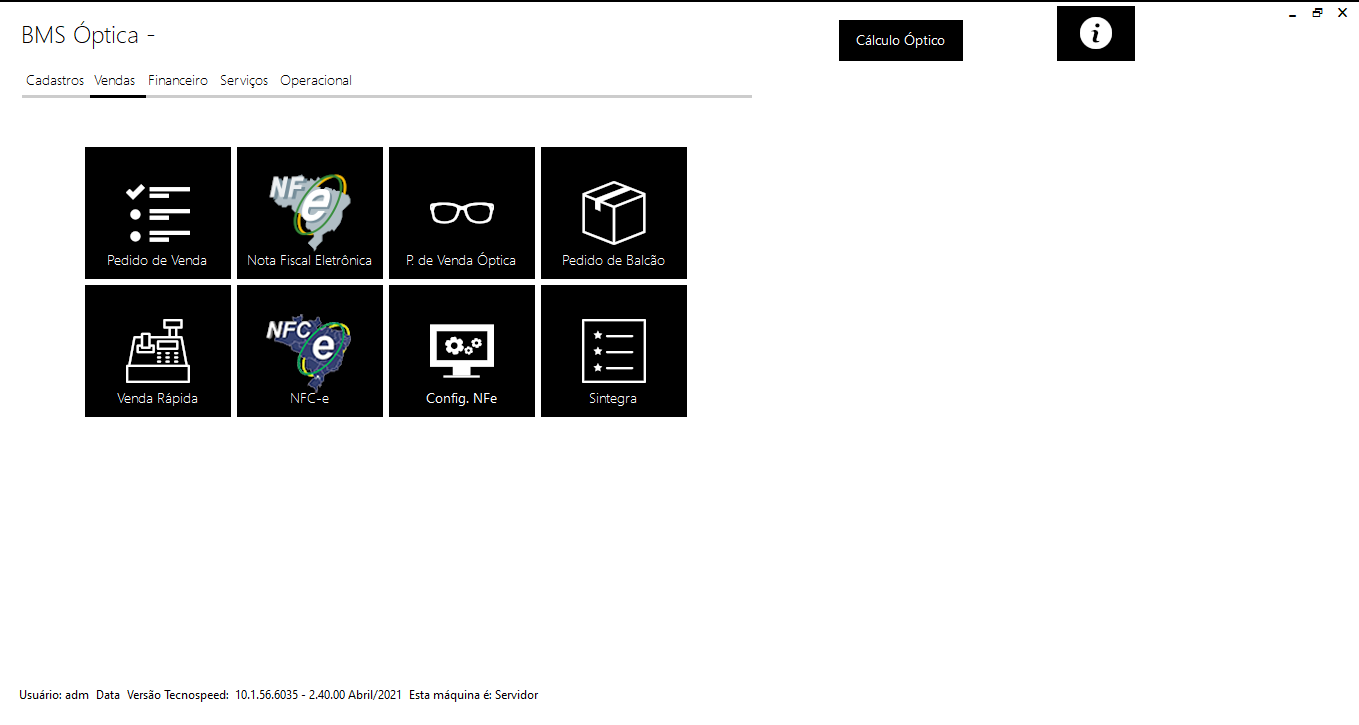 BMS Óptica -
Cálculo Óptico
i
Cadastros Vendas Financeiro Serviços Operacional
NF e
Pedido de Venda
Nota Fiscal Eletrônica
P. de Venda Óptica
Pedido de Balcão
NFC e
Venda Rápida
NFC-e
Config. NFe
Sintegra
Usuário: adm Data Versão Tecnospeed: 10.1.56.6035 - 2.40.00 Abril/2021 Esta máquina é: Servidor